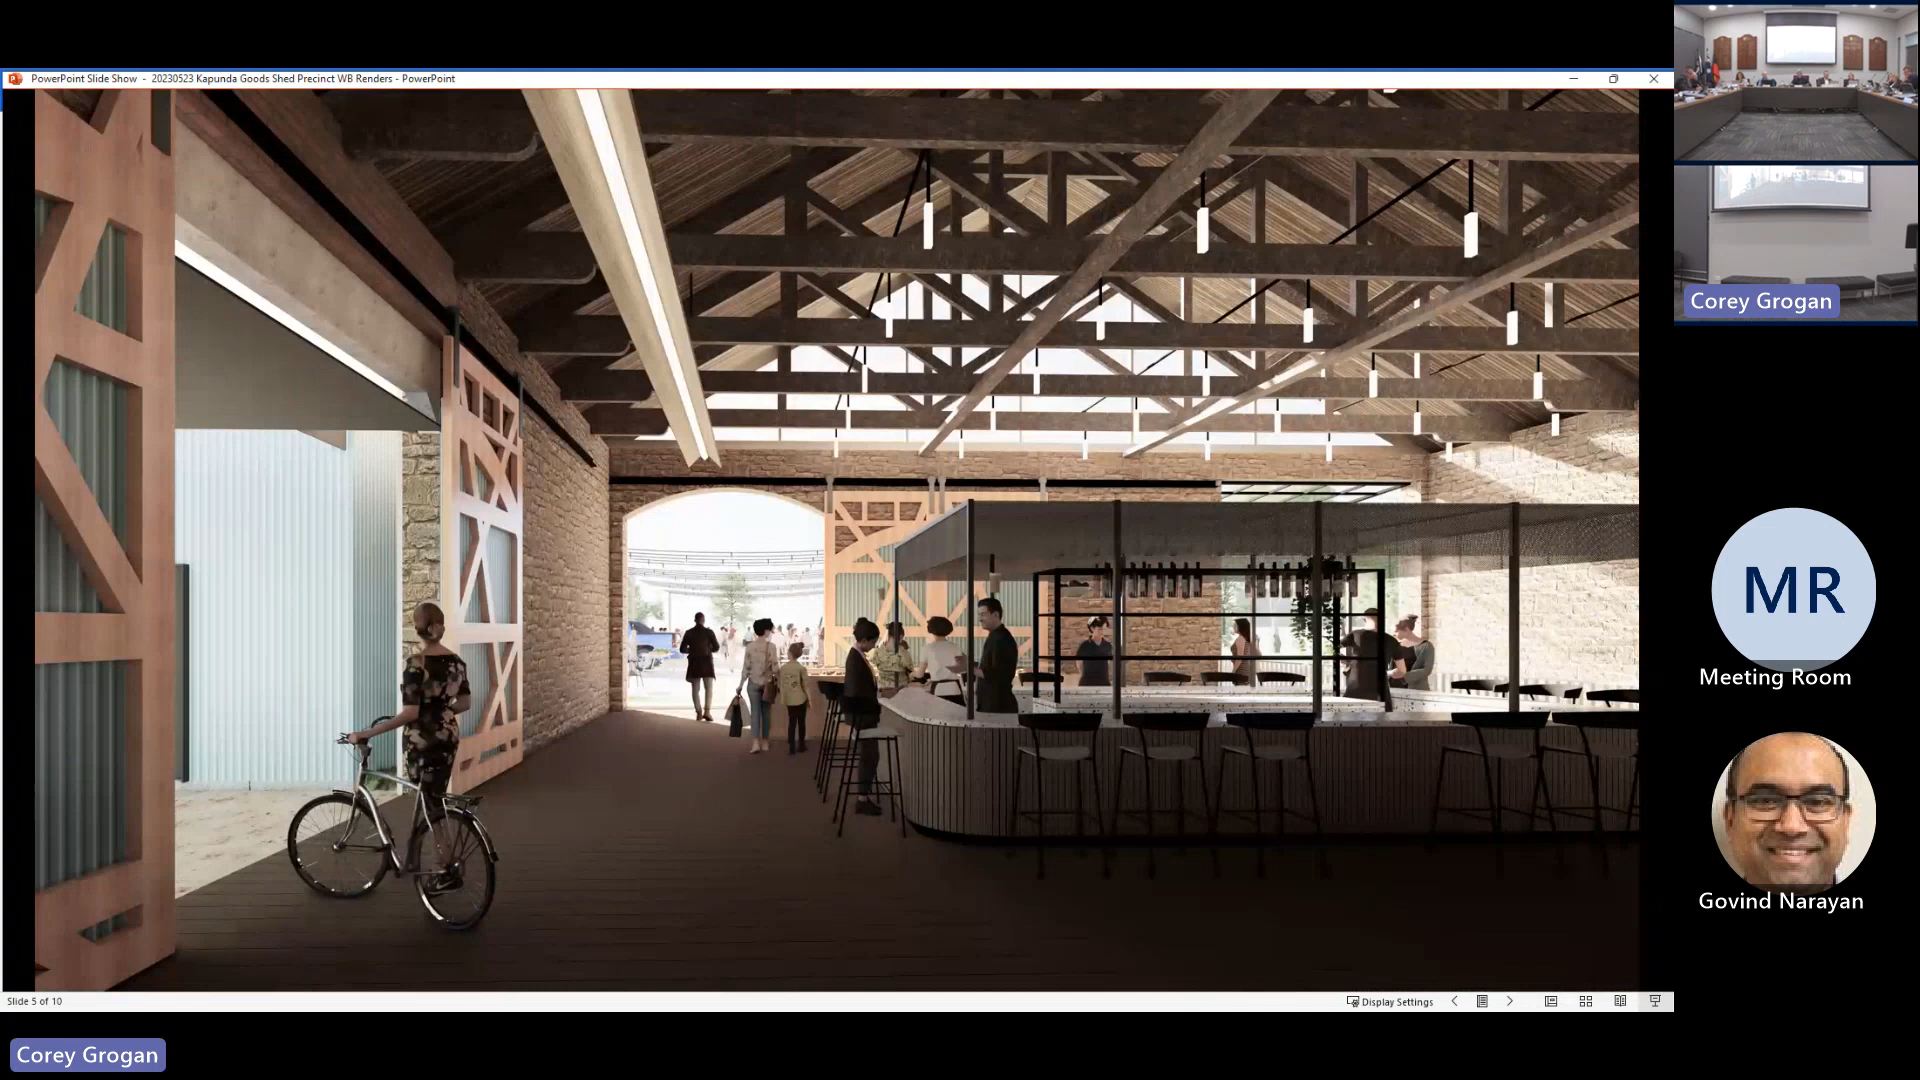 PowerPoint Slide Show - 20230523 Kapunda Goods Shed Precinct WB Renders - PowerPoint
Corey Grogan
MR
Meeting Room
Govind Narayan
Slide 5 of 10
Display Settings
Corey Grogan